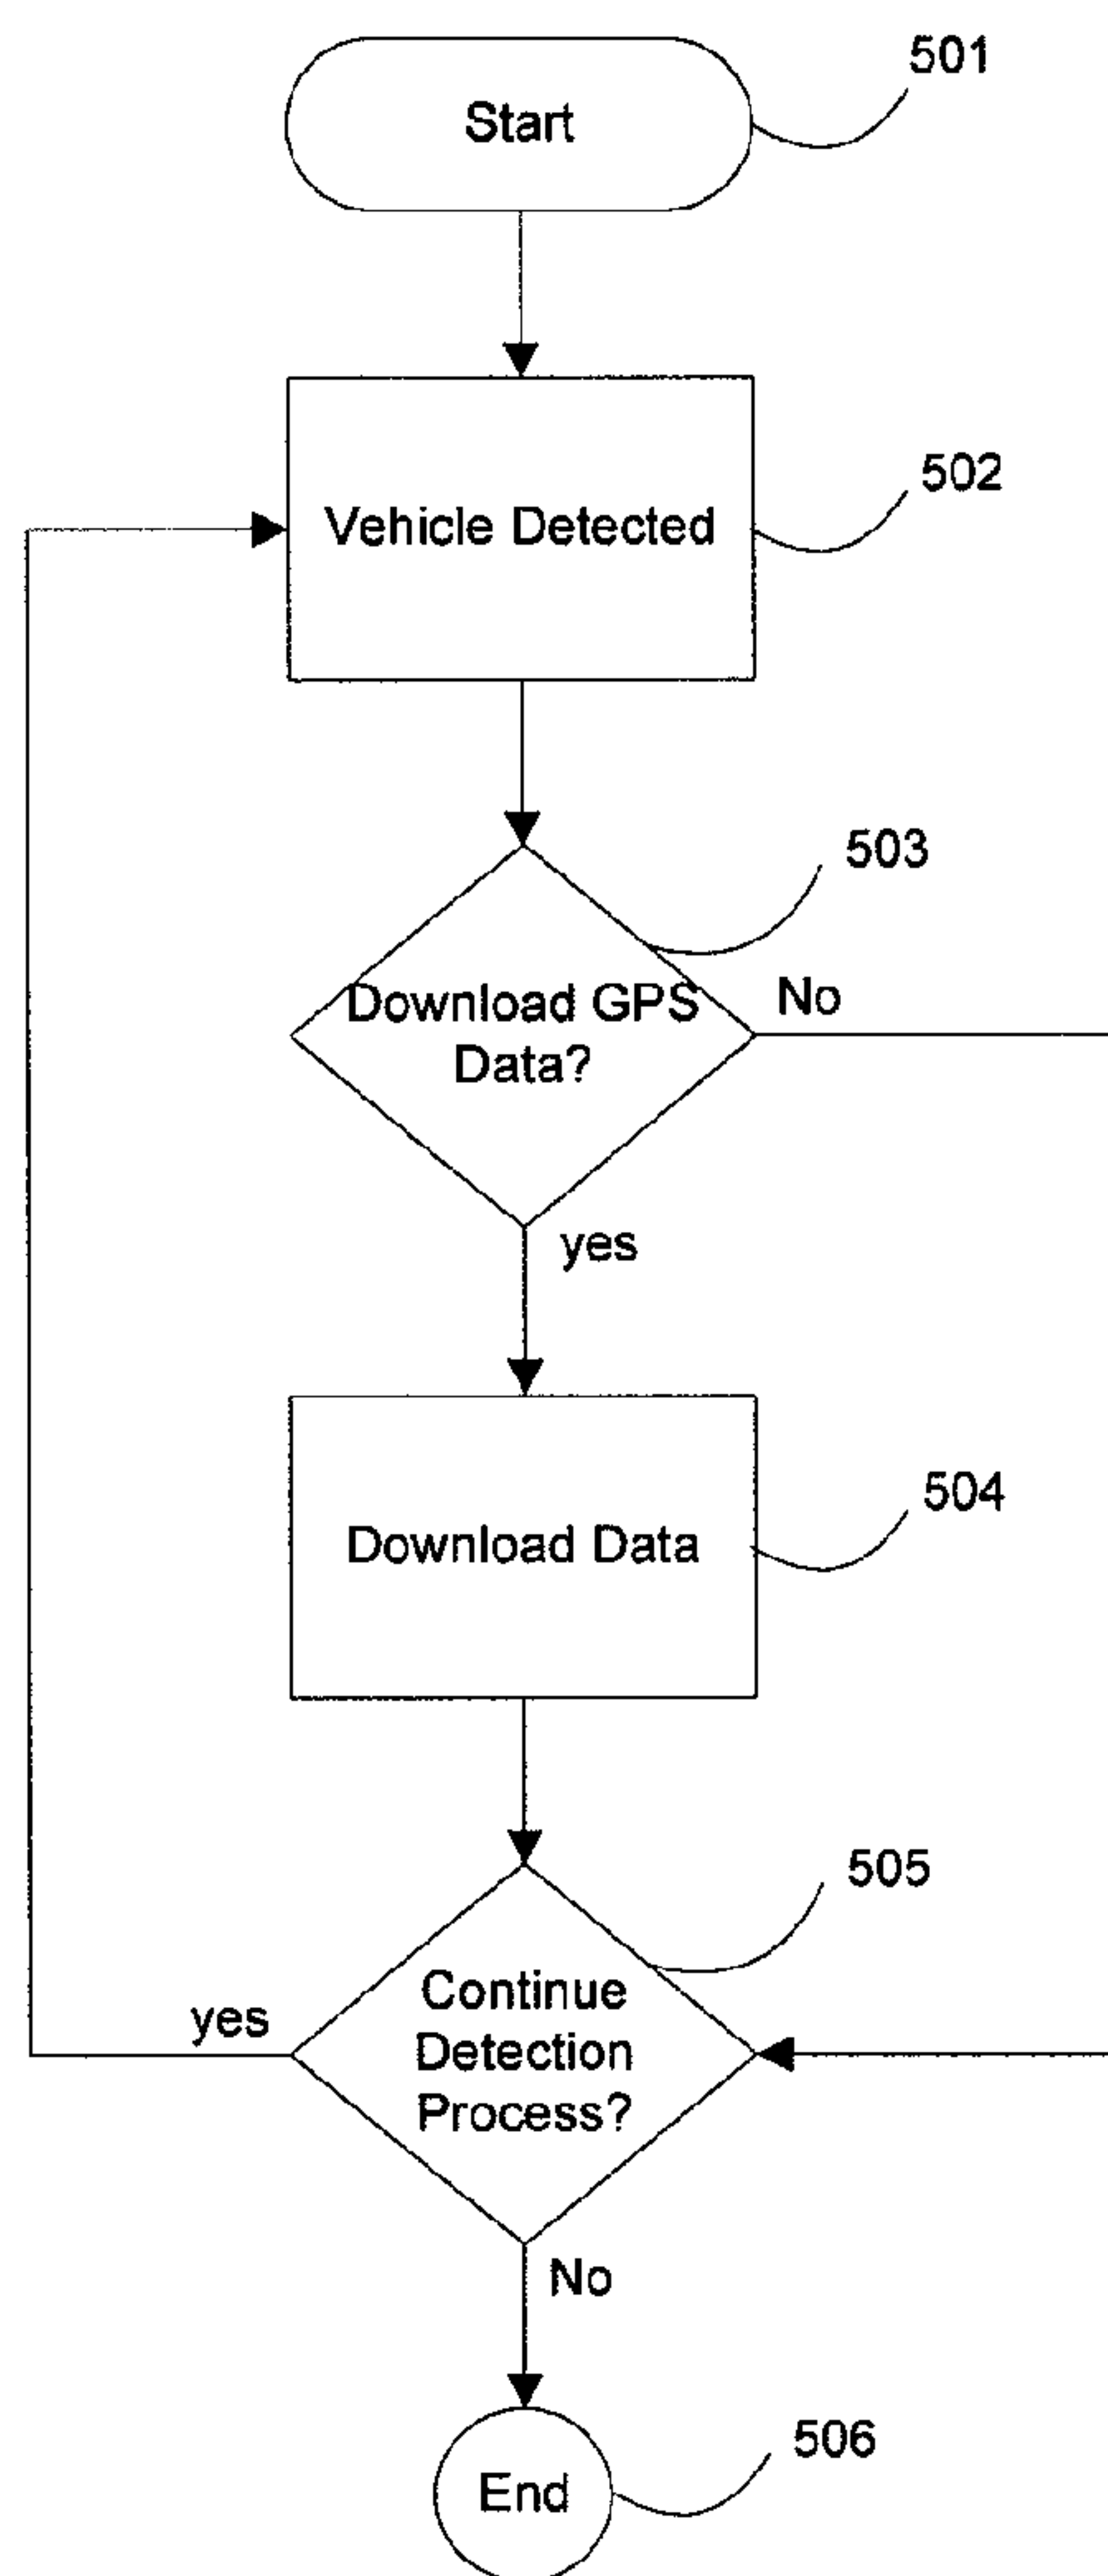 501
Start
502
Vehicle Detected
503
Download GPS
Data?
No
yes
504
Download Data
505
Continue
Detection
Process?
yes
No
506
End